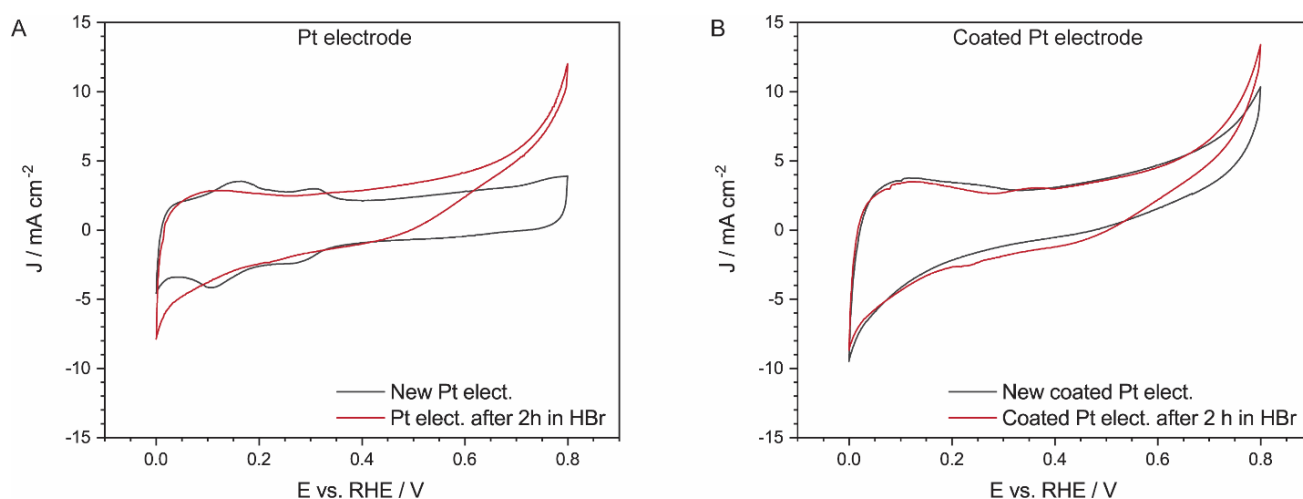 A
Pt electrode
15
10
5
0
-5
-10
-15
J / mA cm⁻²
New Pt elect.
Pt elect. after 2h in HBr
0.0 0.2 0.4 0.6 0.8
E vs. RHE / V
B
Coated Pt electrode
15
10
5
0
-5
-10
-15
J / mA cm⁻²
New coated Pt elect.
Coated Pt elect. after 2 h in HBr
0.0 0.2 0.4 0.6 0.8
E vs. RHE / V